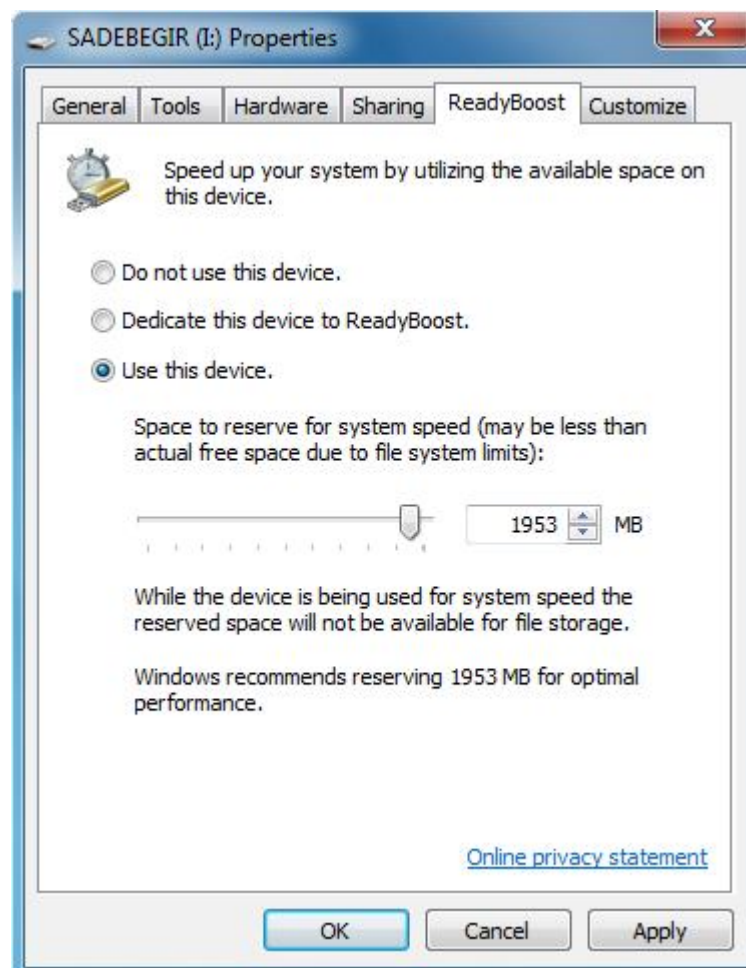 SADEBEGIR (I:) Properties
General Tools Hardware Sharing ReadyBoost Customize
Speed up your system by utilizing the available space on
this device.
Do not use this device.
Dedicate this device to ReadyBoost.
Use this device.
Space to reserve for system speed (may be less than
actual free space due to file system limits):
1953 MB
While the device is being used for system speed the
reserved space will not be available for file storage.
Windows recommends reserving 1953 MB for optimal
performance.
Online privacy statement
OK Cancel Apply